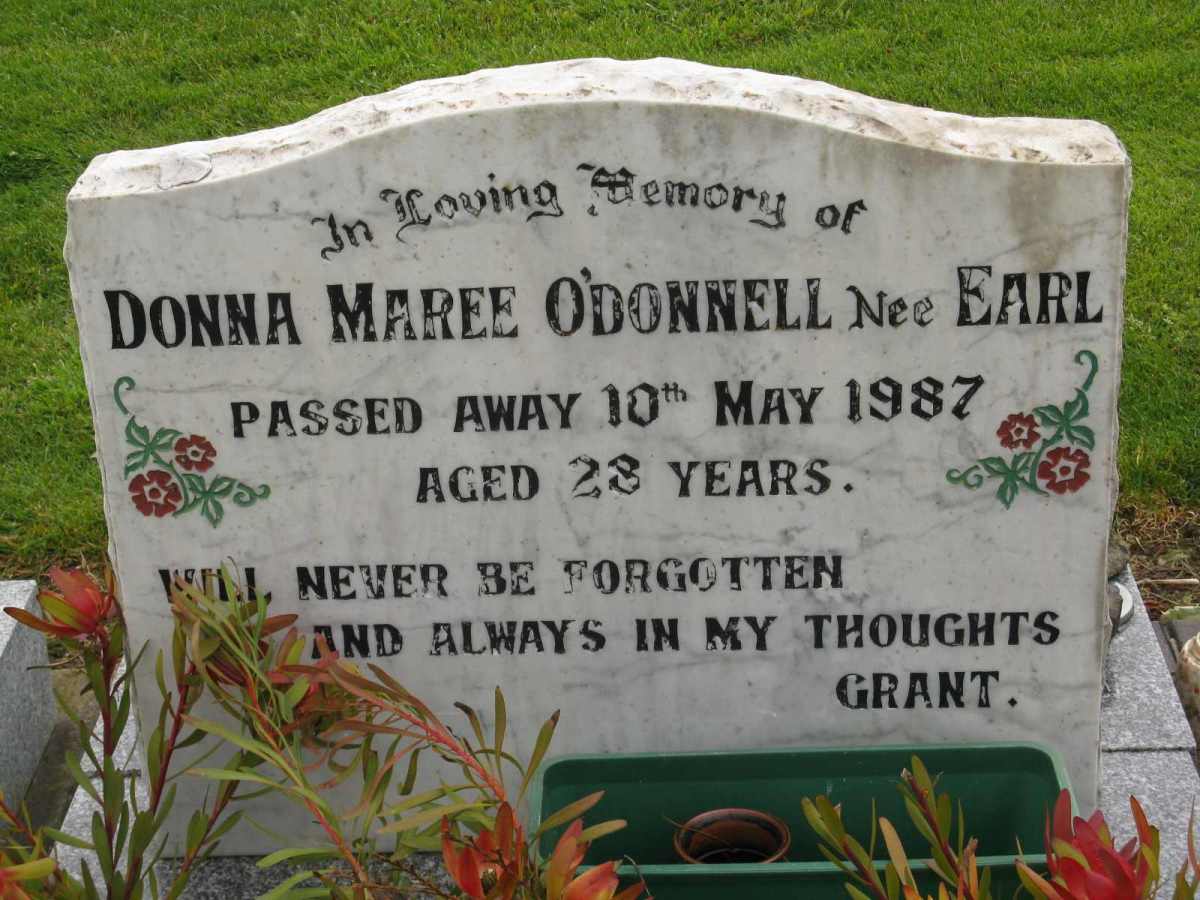 In Loving Memory of
DONNA MAREE O'DONNELL Nee EARL
PASSED AWAY 10th MAY 1987
AGED 28 YEARS.
WILL NEVER BE FORGOTTEN
AND ALWAYS IN MY THOUGHTS
GRANT.